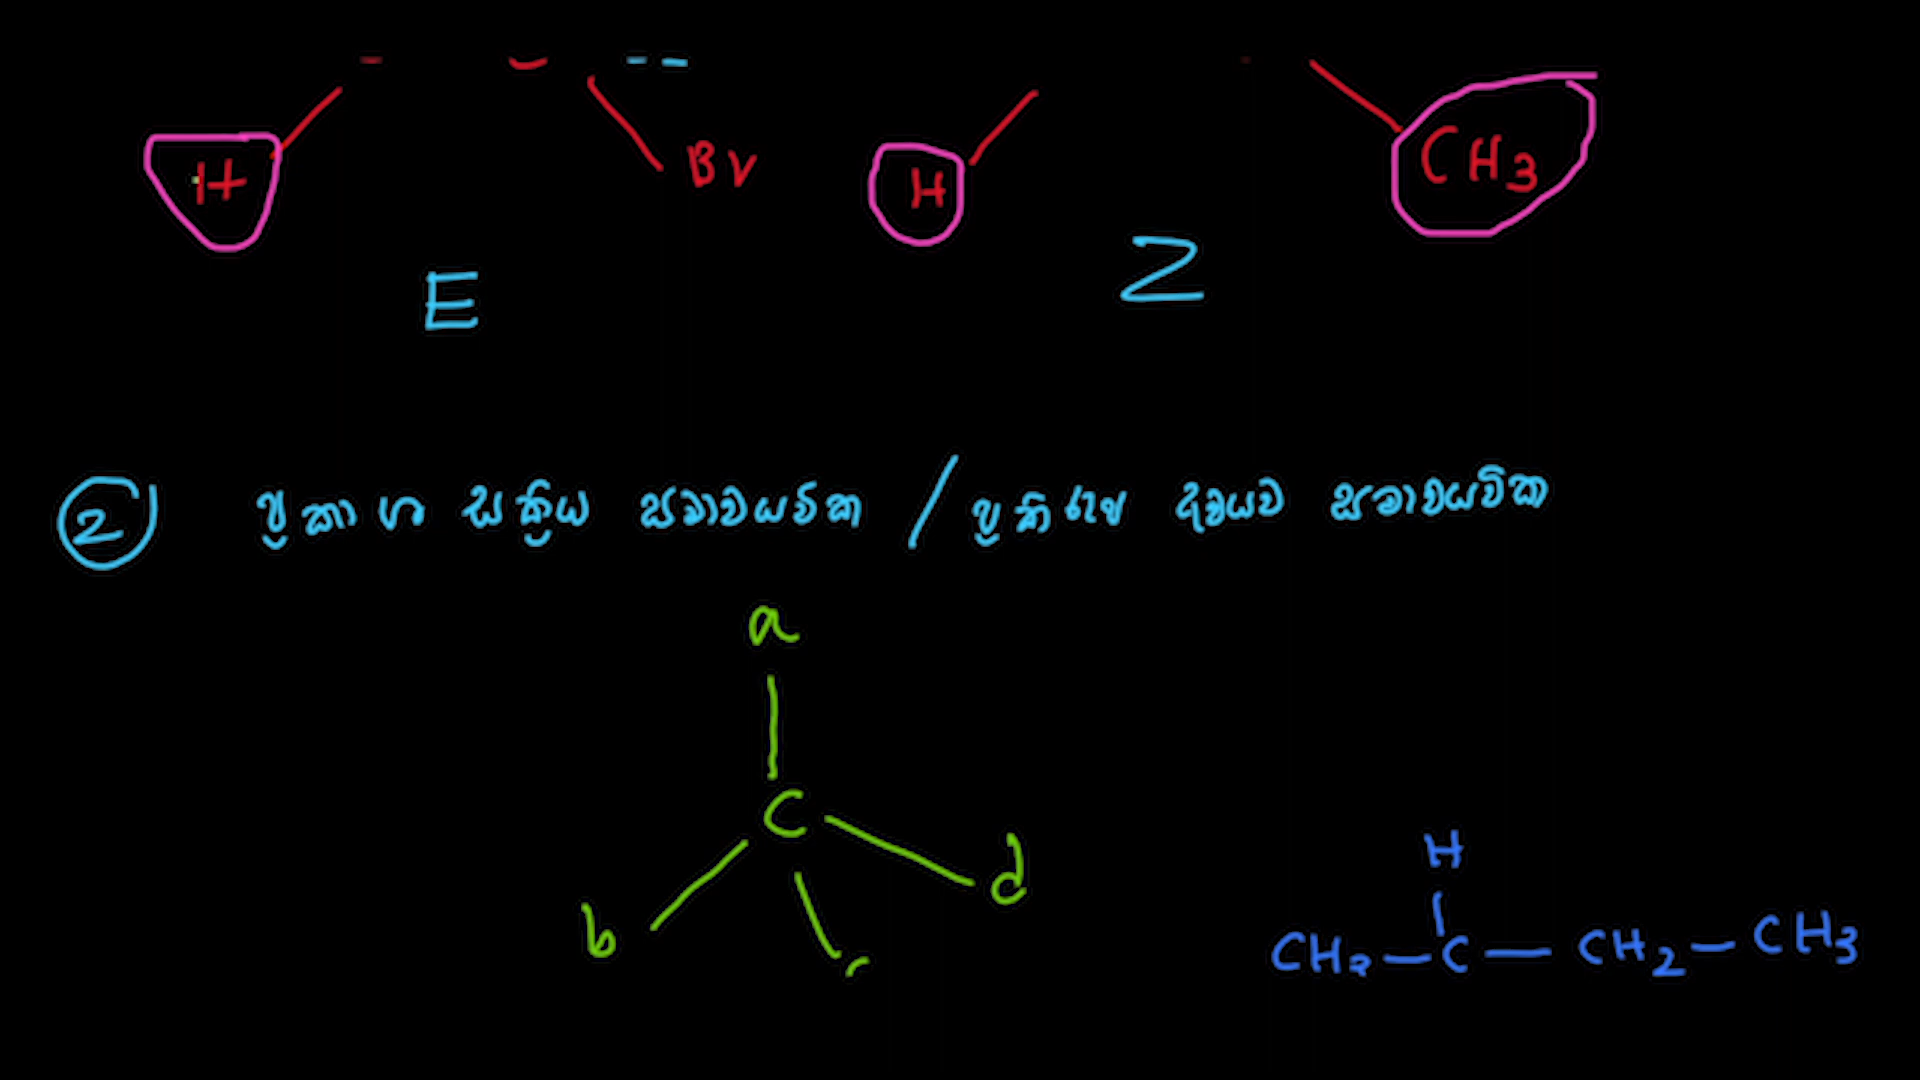 H Br H CH3
E Z
2 ප්‍රකාශ සක්‍රිය සමාවයවික / ප්‍රතිරූප අවයව සමාවයවික
a
C
b d
H
CH3 — C — CH2 — CH3